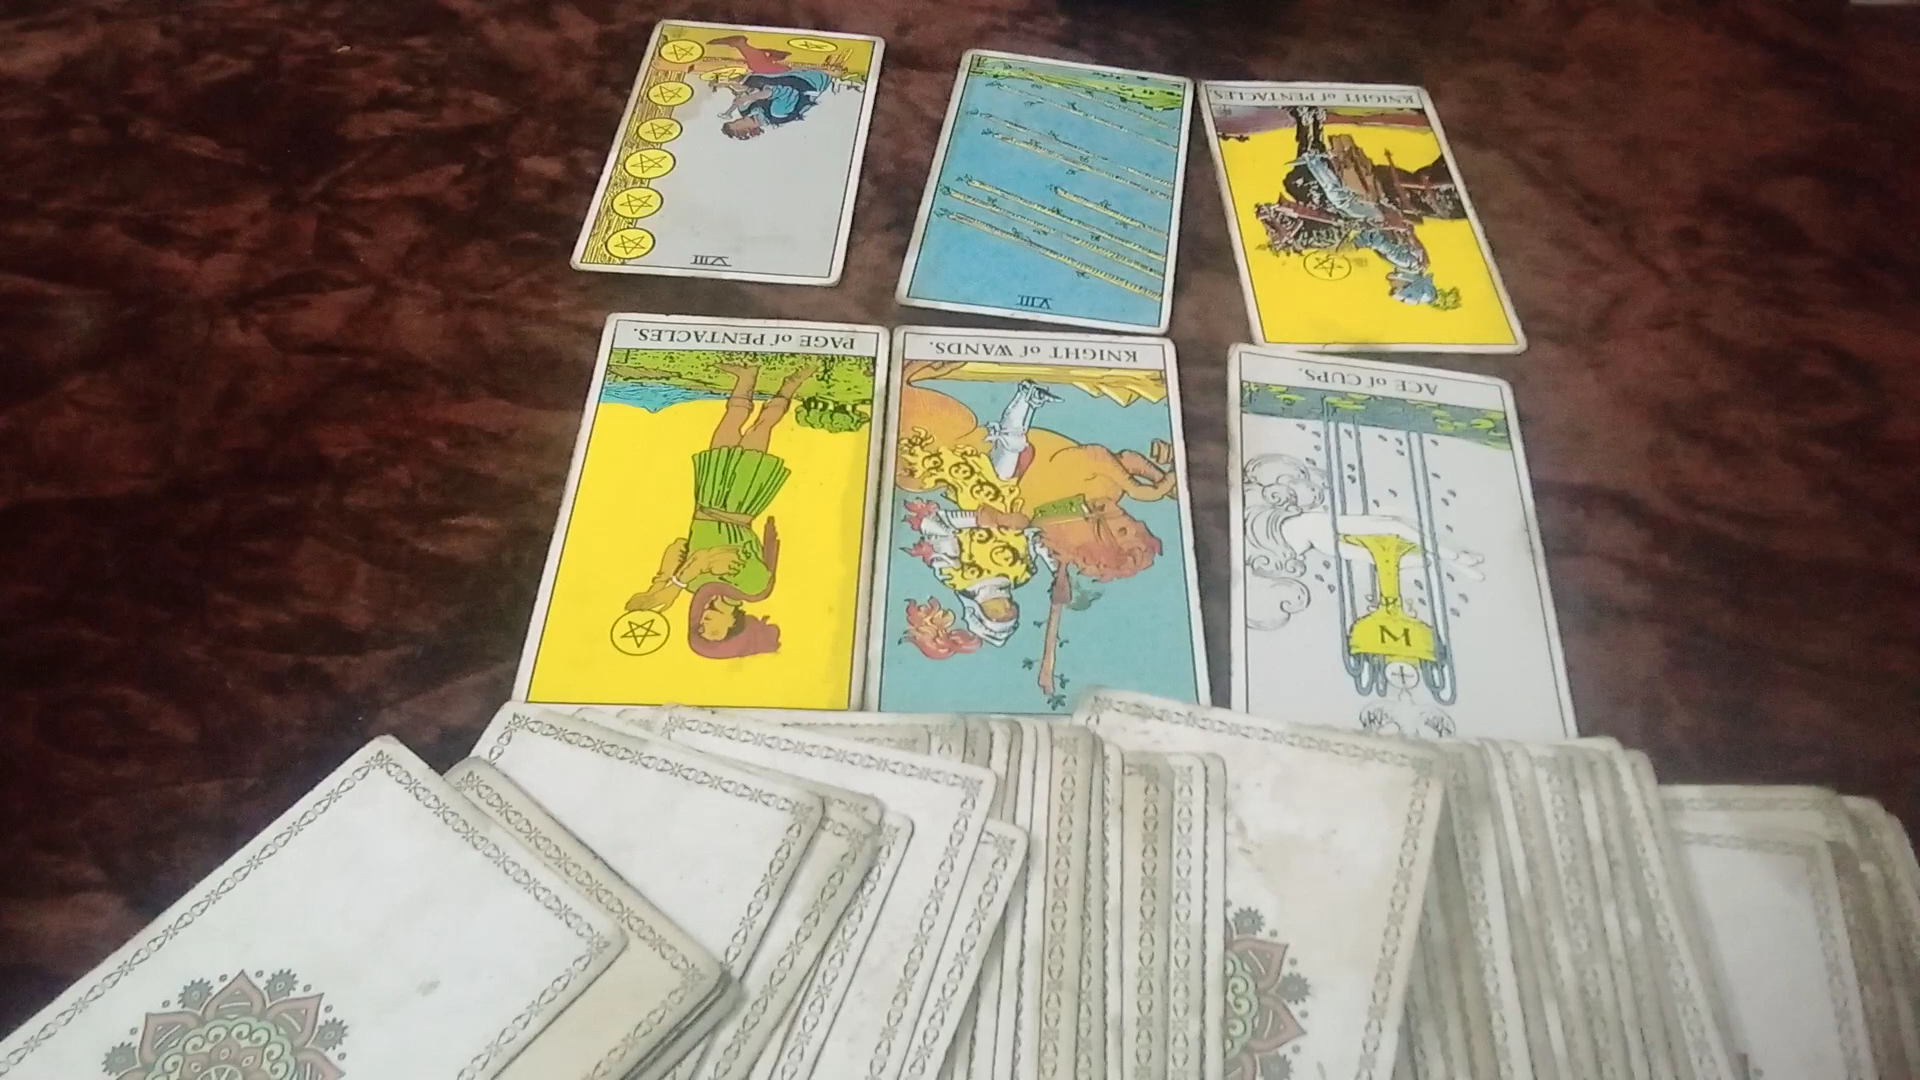 VIII
VIII
KNIGHT of PENTACLES.
PAGE of PENTACLES.
KNIGHT of WANDS.
ACE of CUPS.
W